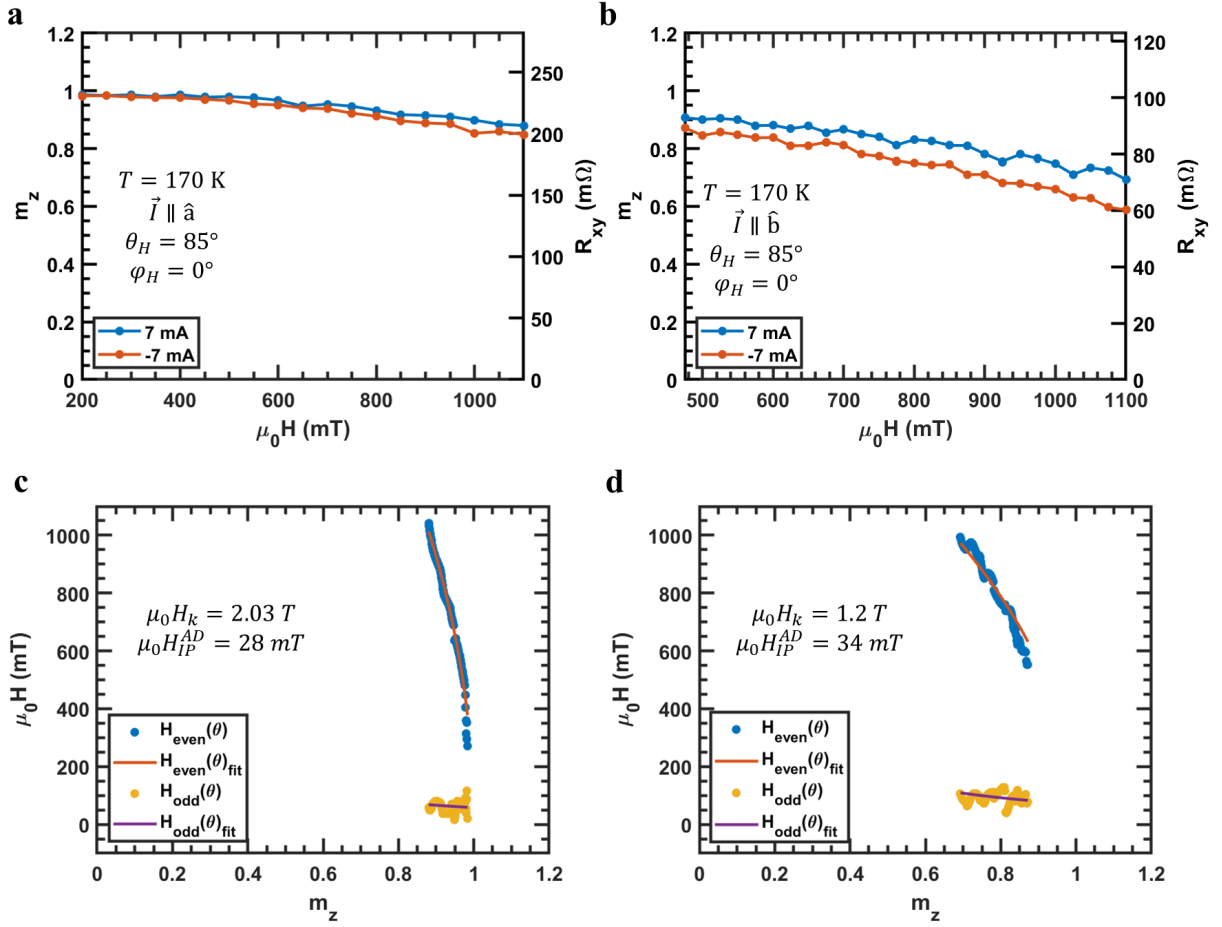 a
1.2
1
0.8
0.6
0.4
0.2
0
m_z
250
200
150
100
50
0
R_xy (mΩ)
T = 170 K
I⃗ ∥ â
θ_H = 85°
φ_H = 0°
7 mA
-7 mA
200 400 600 800 1000
μ_0H (mT)
b
1.2
1
0.8
0.6
0.4
0.2
0
m_z
120
100
80
60
40
20
0
R_xy (mΩ)
T = 170 K
I⃗ ∥ b̂
θ_H = 85°
φ_H = 0°
7 mA
-7 mA
500 600 700 800 900 1000 1100
μ_0H (mT)
c
1000
800
600
400
200
0
μ_0H (mT)
μ_0H_k = 2.03 T
μ_0H_IP^AD = 28 mT
H_even(θ)
H_even(θ)_fit
H_odd(θ)
H_odd(θ)_fit
0 0.2 0.4 0.6 0.8 1 1.2
m_z
d
1000
800
600
400
200
0
μ_0H (mT)
μ_0H_k = 1.2 T
μ_0H_IP^AD = 34 mT
H_even(θ)
H_even(θ)_fit
H_odd(θ)
H_odd(θ)_fit
0 0.2 0.4 0.6 0.8 1 1.2
m_z